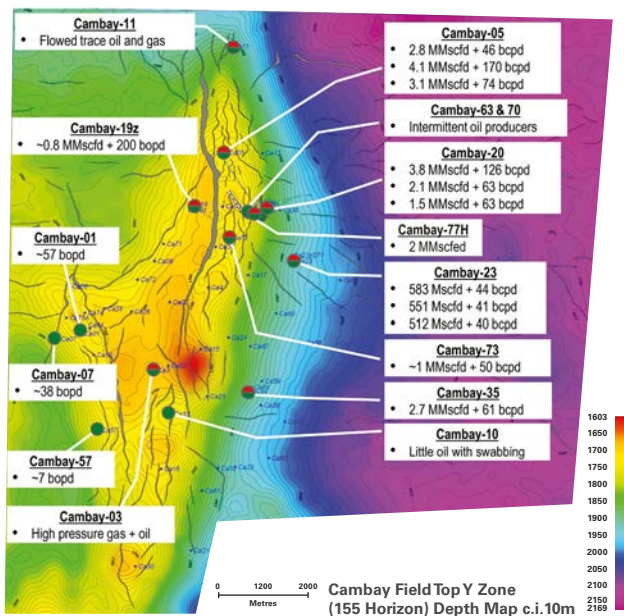 Cambay-11
• Flowed trace oil and gas
Cambay-19z
• ~0.8 MMscfd + 200 bopd
Cambay-01
• ~57 bopd
Cambay-07
• ~38 bopd
Cambay-57
• ~7 bopd
Cambay-03
• High pressure gas + oil
Cambay-05
• 2.8 MMscfd + 46 bcpd
• 4.1 MMscfd + 170 bcpd
• 3.1 MMscfd + 74 bcpd
Cambay-63 & 70
• Intermittent oil producers
Cambay-20
• 3.8 MMscfd + 126 bcpd
• 2.1 MMscfd + 63 bcpd
• 1.5 MMscfd + 63 bcpd
Cambay-77H
• 2 MMscfed
Cambay-23
• 583 Mscfd + 44 bcpd
• 551 Mscfd + 41 bcpd
• 512 Mscfd + 40 bcpd
Cambay-73
• ~1 MMscfd + 50 bcpd
Cambay-35
• 2.7 MMscfd + 61 bcpd
Cambay-10
• Little oil with swabbing
1603
1650
1700
1750
1800
1850
1900
1950
2000
2050
2100
2150
2169
0 1200 2000
Metres
Cambay Field Top Y Zone
(155 Horizon) Depth Map c.i.10m